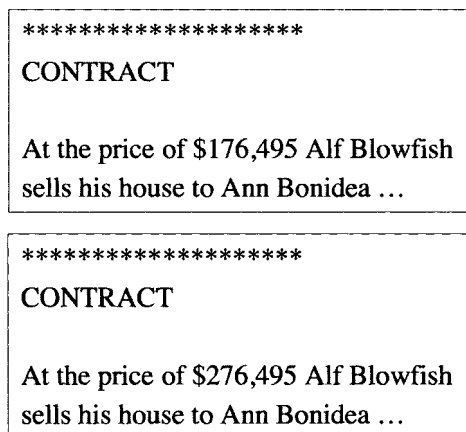 ********************
CONTRACT
At the price of $176,495 Alf Blowfish
sells his house to Ann Bonidea ...
********************
CONTRACT
At the price of $276,495 Alf Blowfish
sells his house to Ann Bonidea ...